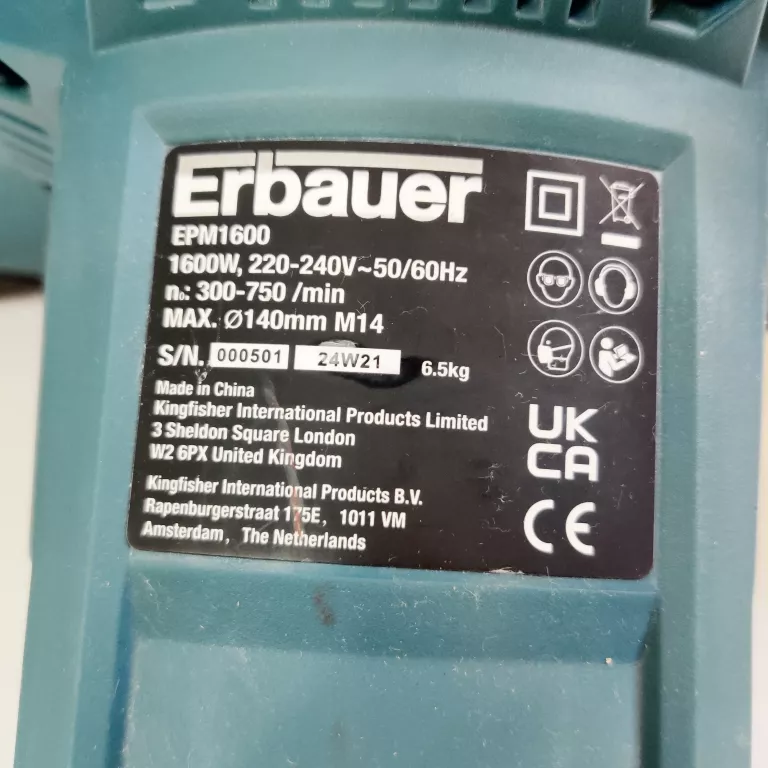 Erbauer
EPM1600
1600W, 220-240V~50/60Hz
n₀: 300-750 /min
MAX. Ø140mm M14
S/N. 000501 24W21 6.5kg
Made in China
Kingfisher International Products Limited
3 Sheldon Square London
W2 6PX United Kingdom
Kingfisher International Products B.V.
Rapenburgerstraat 175E, 1011 VM
Amsterdam, The Netherlands
UK
CA
CE